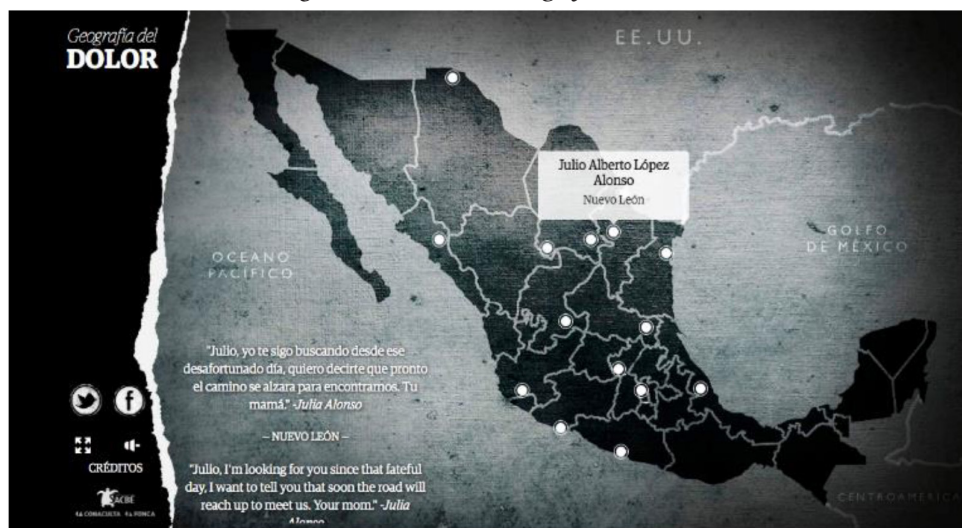 Geografía del
DOLOR
EE.UU.
Julio Alberto López
Alonso
Nuevo León
GOLFO
DE MÉXICO
OCEANO
PACÍFICO
"Julio, yo te sigo buscando desde ese
desafortunado día, quiero decirte que pronto
el camino se alzara para encontrarnos. Tu
mamá." -Julia Alonso
– NUEVO LEÓN –
"Julio, I'm looking for you since that fateful
day, I want to tell you that soon the road will
reach up to meet us. Your mom." -Julia
Alonso
CRÉDITOS
CENTROAMERICA